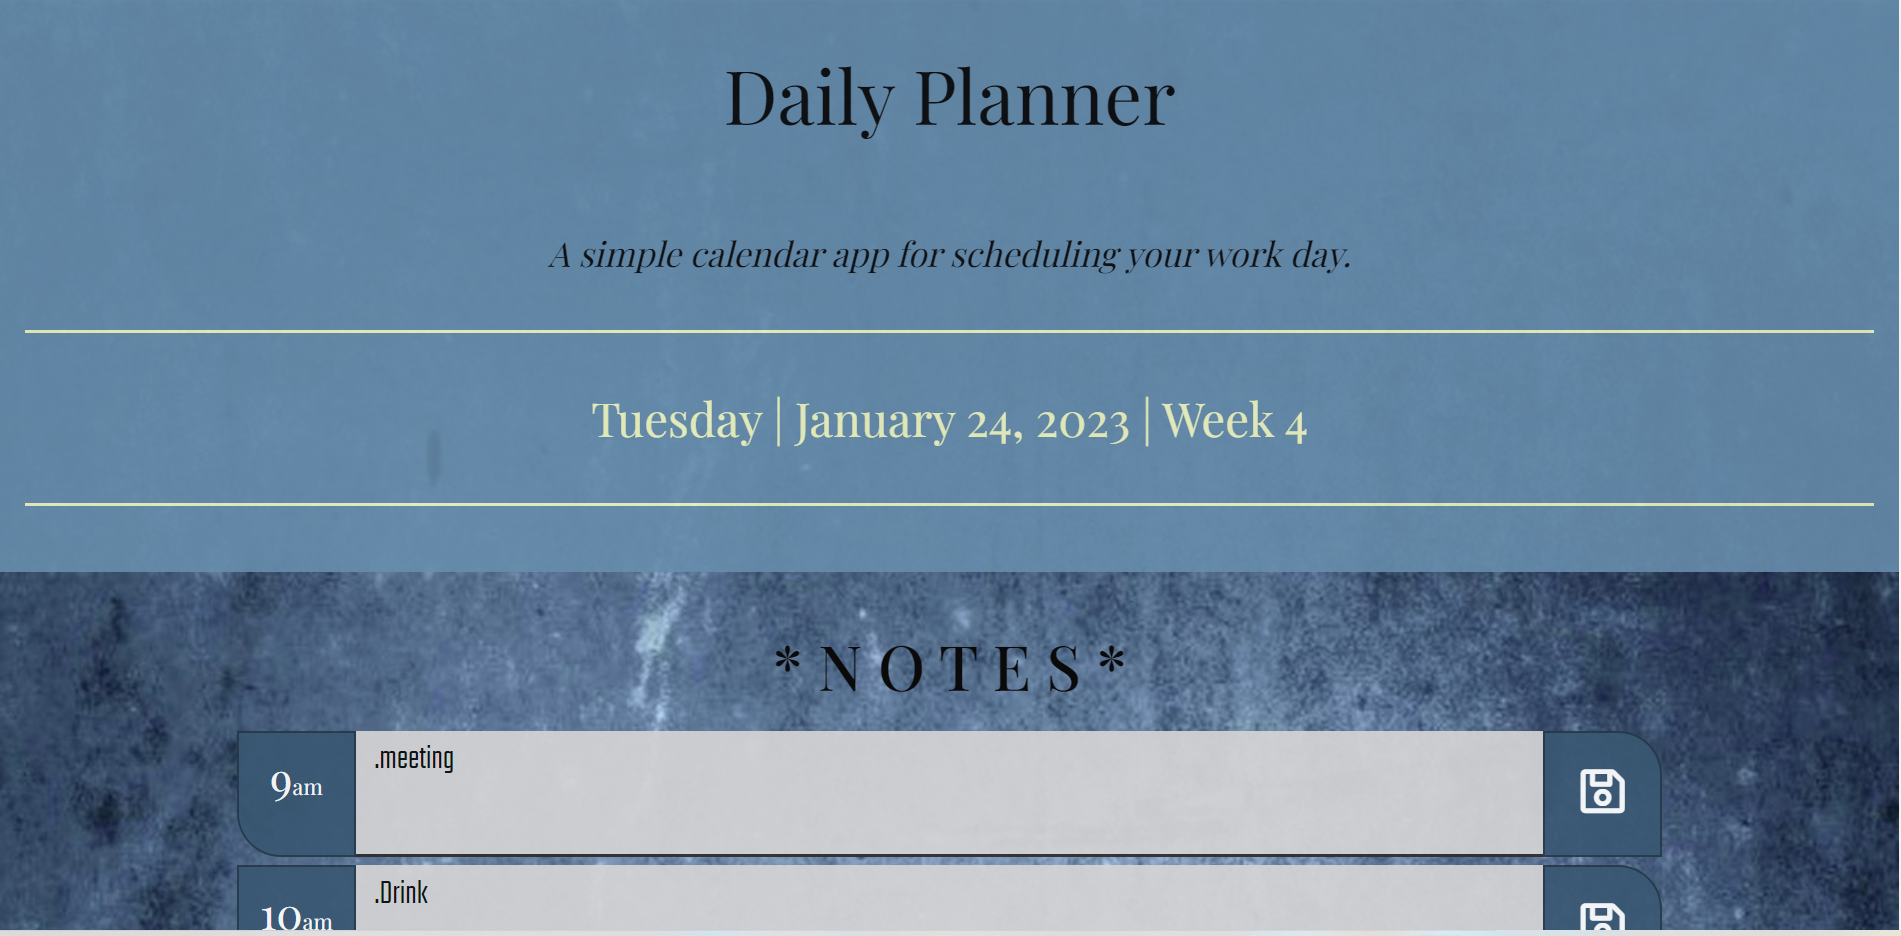 Daily Planner
A simple calendar app for scheduling your work day.
Tuesday | January 24, 2023 | Week 4
*NOTES*
9am
.meeting
10am
.Drink